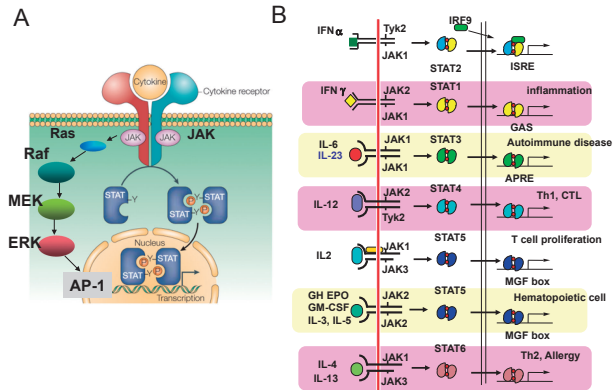 A
Cytokine
Cytokine receptor
Ras
JAK
JAK
JAK
Raf
MEK
ERK
AP-1
STAT
Y
STAT
P
Y
Y
P
STAT
Nucleus
STAT
P
Y
Y
P
STAT
Transcription
B
IFN α
Tyk2
JAK1
STAT2
IRF9
ISRE
IFN γ
JAK2
JAK1
STAT1
inflammation
GAS
IL-6
IL-23
JAK1
JAK1
STAT3
Autoimmune disease
APRE
IL-12
JAK2
Tyk2
STAT4
Th1, CTL
IL2
JAK1
JAK3
STAT5
T cell proliferation
MGF box
GH EPO
GM-CSF
IL-3, IL-5
JAK2
JAK2
STAT5
Hematopoietic cell
MGF box
IL-4
IL-13
JAK1
JAK3
STAT6
Th2, Allergy